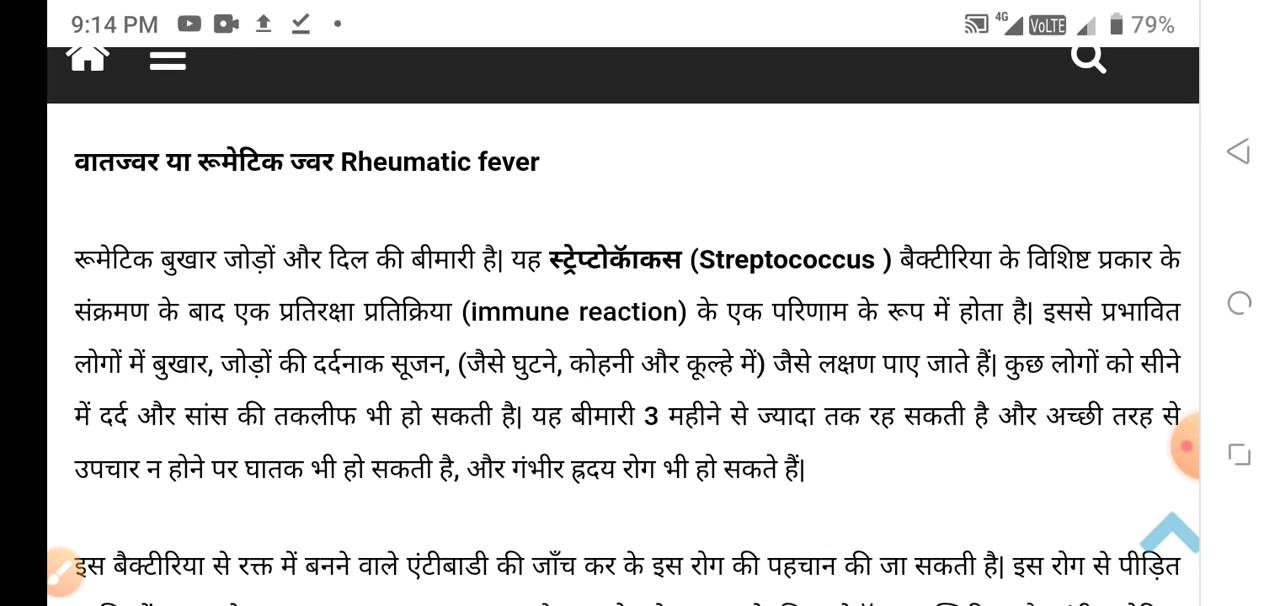 9:14 PM
4G VoLTE 79%
वातज्वर या रूमेटिक ज्वर Rheumatic fever
रूमेटिक बुखार जोड़ों और दिल की बीमारी है| यह स्ट्रेप्टोकॅाकस (Streptococcus ) बैक्टीरिया के विशिष्ट प्रकार के
संक्रमण के बाद एक प्रतिरक्षा प्रतिक्रिया (immune reaction) के एक परिणाम के रूप में होता है| इससे प्रभावित
लोगों में बुखार, जोड़ों की दर्दनाक सूजन, (जैसे घुटने, कोहनी और कूल्हे में) जैसे लक्षण पाए जाते हैं| कुछ लोगों को सीने
में दर्द और सांस की तकलीफ भी हो सकती है| यह बीमारी 3 महीने से ज्यादा तक रह सकती है और अच्छी तरह से
उपचार न होने पर घातक भी हो सकती है, और गंभीर ह्रदय रोग भी हो सकते हैं|
इस बैक्टीरिया से रक्त में बनने वाले एंटीबाडी की जाँच कर के इस रोग की पहचान की जा सकती है| इस रोग से पीड़ित